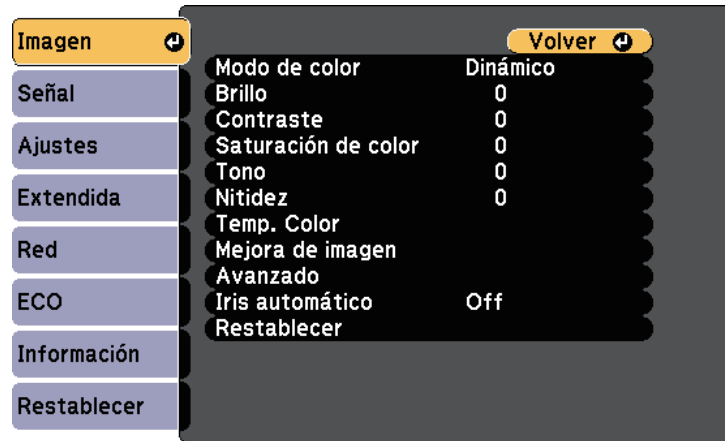 Imagen
Señal
Ajustes
Extendida
Red
ECO
Información
Restablecer
Volver
Modo de color Dinámico
Brillo 0
Contraste 0
Saturación de color 0
Tono 0
Nitidez 0
Temp. Color
Mejora de imagen
Avanzado
Iris automático Off
Restablecer